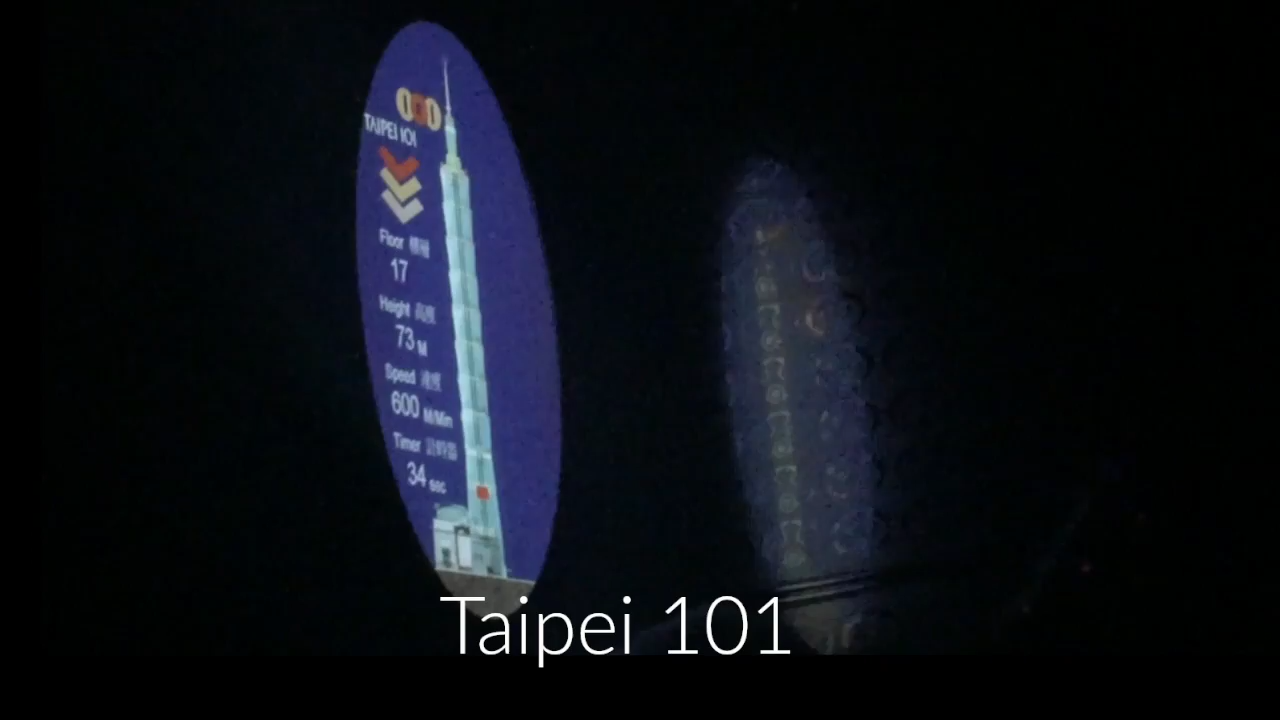 TAIPEI 101
Floor 樓層
17
Height 高度
73 M
Speed 速度
600 M/Min
Timer 計時器
34 sec
Taipei 101